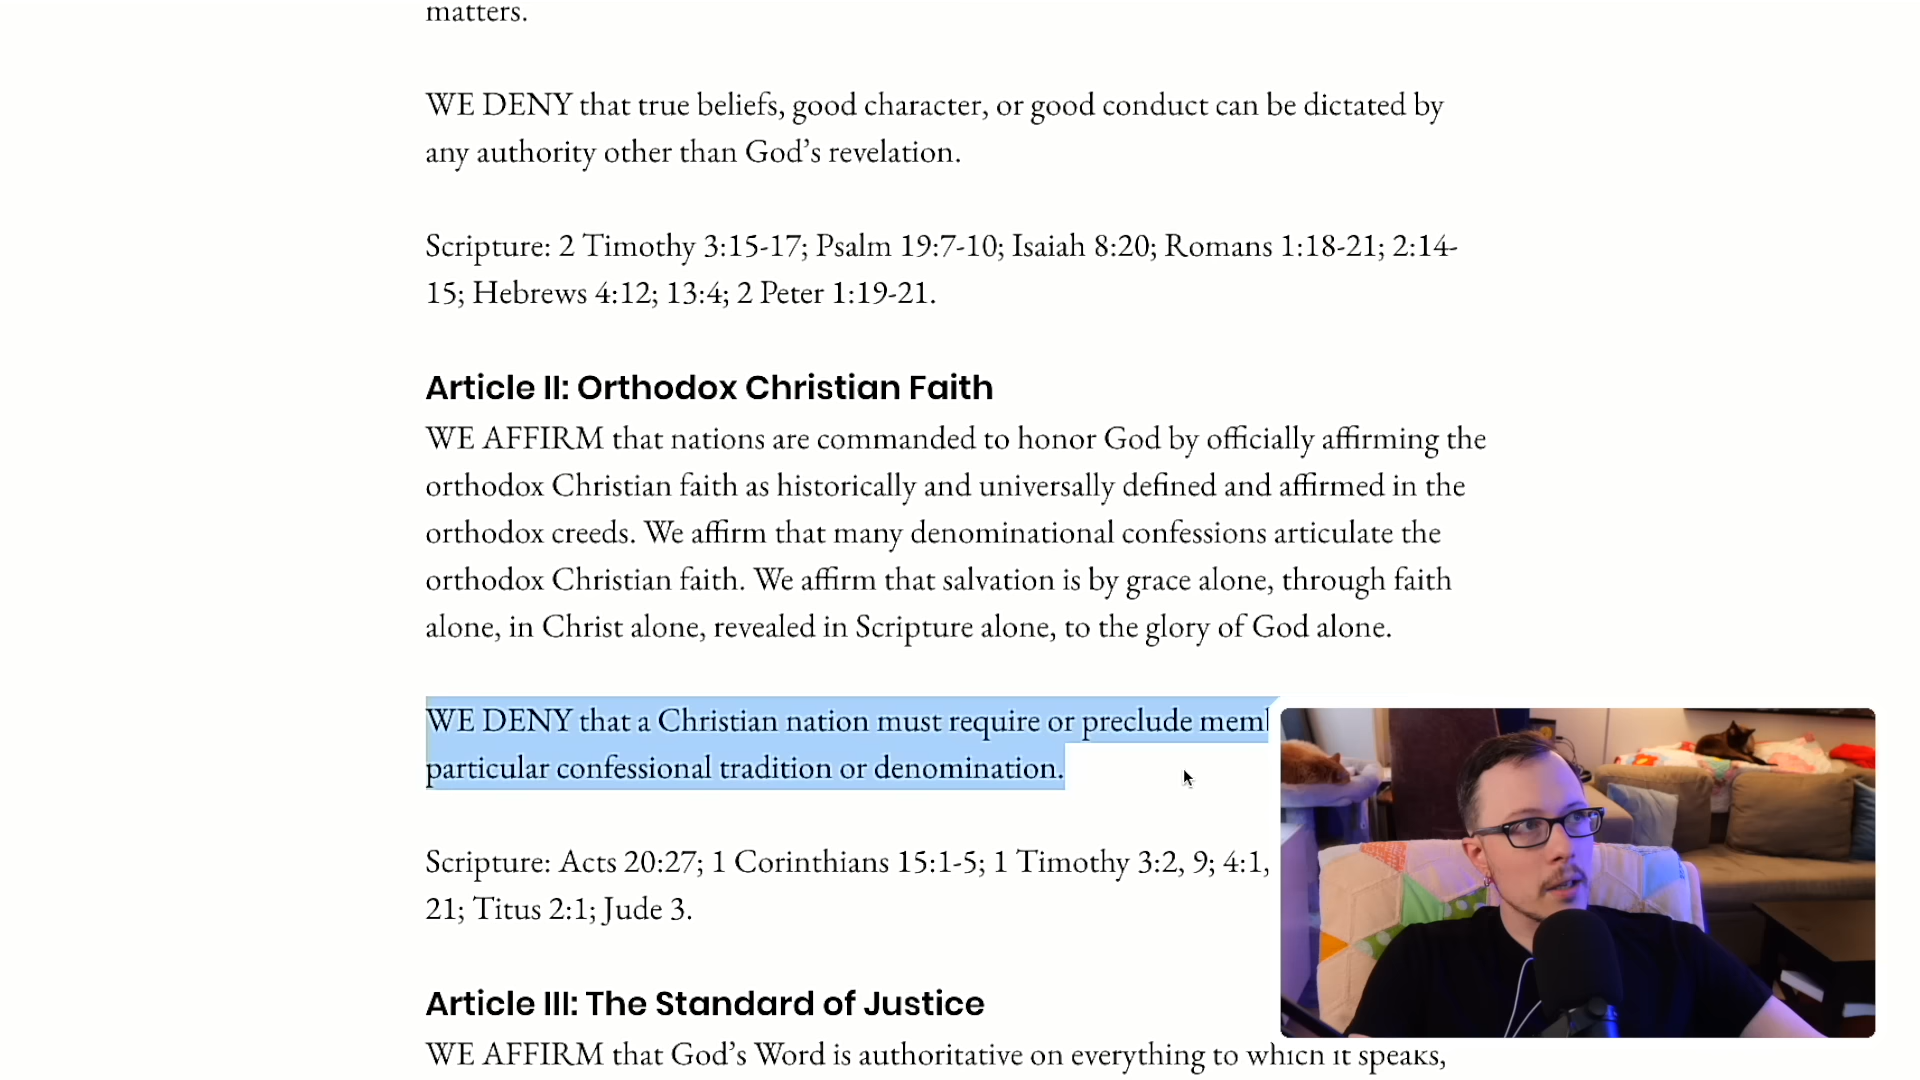 matters.
WE DENY that true beliefs, good character, or good conduct can be dictated by
any authority other than God’s revelation.
Scripture: 2 Timothy 3:15-17; Psalm 19:7-10; Isaiah 8:20; Romans 1:18-21; 2:14-
15; Hebrews 4:12; 13:4; 2 Peter 1:19-21.
Article II: Orthodox Christian Faith
WE AFFIRM that nations are commanded to honor God by officially affirming the
orthodox Christian faith as historically and universally defined and affirmed in the
orthodox creeds. We affirm that many denominational confessions articulate the
orthodox Christian faith. We affirm that salvation is by grace alone, through faith
alone, in Christ alone, revealed in Scripture alone, to the glory of God alone.
WE DENY that a Christian nation must require or preclude
particular confessional tradition or denomination.
Scripture: Acts 20:27; 1 Corinthians 15:1-5; 1 Timothy 3:2, 9; 4:1,
21; Titus 2:1; Jude 3.
Article III: The Standard of Justice
WE AFFIRM that God’s Word is authoritative on everything to which it speaks,